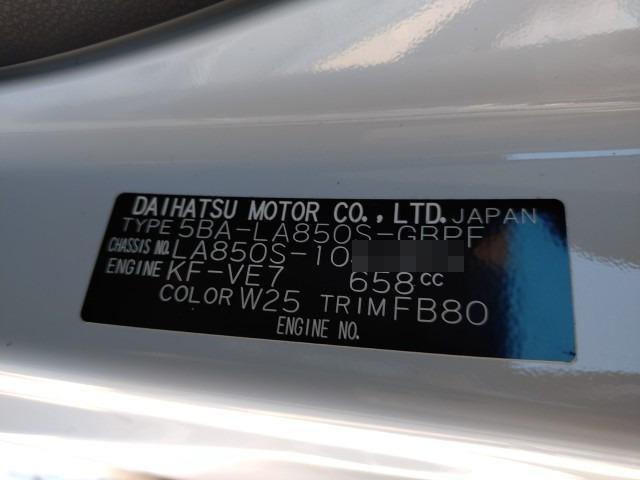 DAIHATSU MOTOR CO., LTD. JAPAN
TYPE 5BA-LA850S-GBPF
CHASSIS NO. LA850S-10
ENGINE KF-VE7 658cc
COLOR W25 TRIM FB80
ENGINE NO.